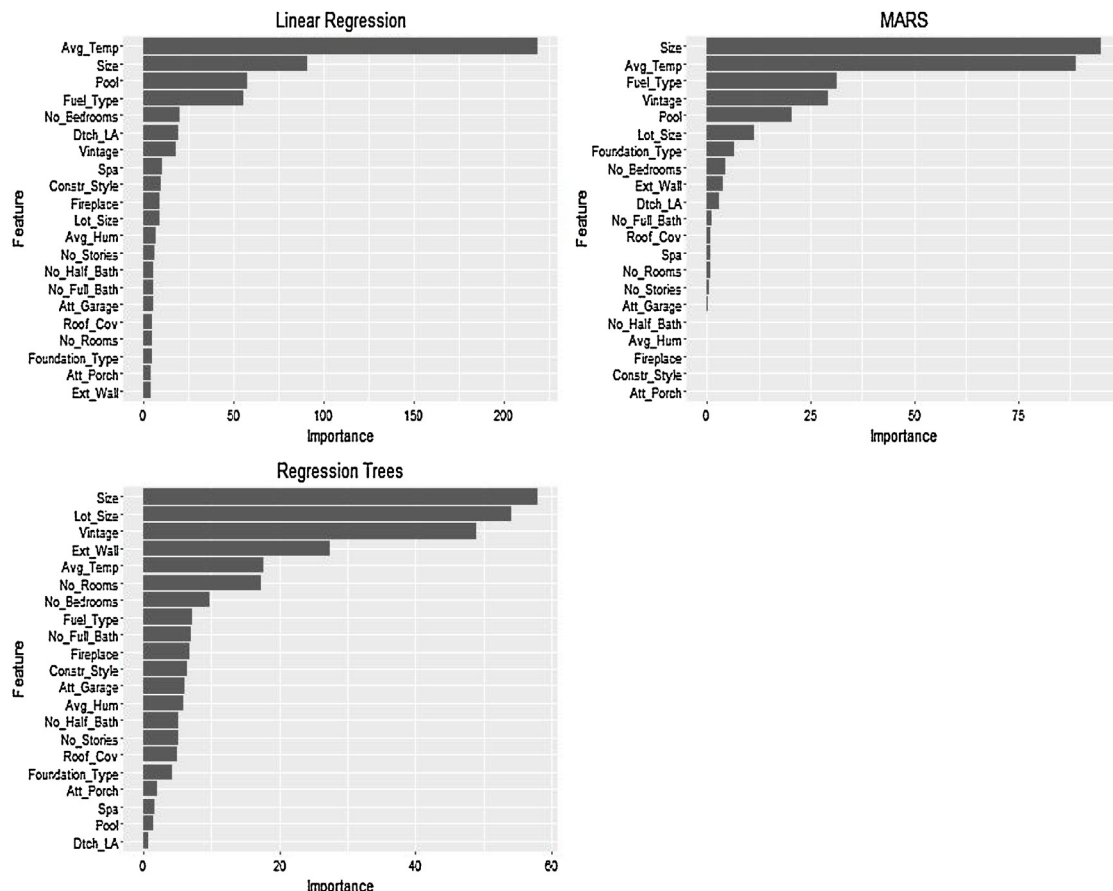 Linear Regression
Feature
Avg_Temp
Size
Pool
Fuel_Type
No_Bedrooms
Dtch_LA
Vintage
Spa
Constr_Style
Fireplace
Lot_Size
Avg_Hum
No_Stories
No_Half_Bath
No_Full_Bath
Att_Garage
Roof_Cov
No_Rooms
Foundation_Type
Att_Porch
Ext_Wall
0 50 100 150 200
Importance
MARS
Feature
Size
Avg_Temp
Fuel_Type
Vintage
Pool
Lot_Size
Foundation_Type
No_Bedrooms
Ext_Wall
Dtch_LA
No_Full_Bath
Roof_Cov
Spa
No_Rooms
No_Stories
Att_Garage
No_Half_Bath
Avg_Hum
Fireplace
Constr_Style
Att_Porch
0 25 50 75
Importance
Regression Trees
Feature
Size
Lot_Size
Vintage
Ext_Wall
Avg_Temp
No_Rooms
No_Bedrooms
Fuel_Type
No_Full_Bath
Fireplace
Constr_Style
Att_Garage
Avg_Hum
No_Half_Bath
No_Stories
Roof_Cov
Foundation_Type
Att_Porch
Spa
Pool
Dtch_LA
0 20 40 60
Importance